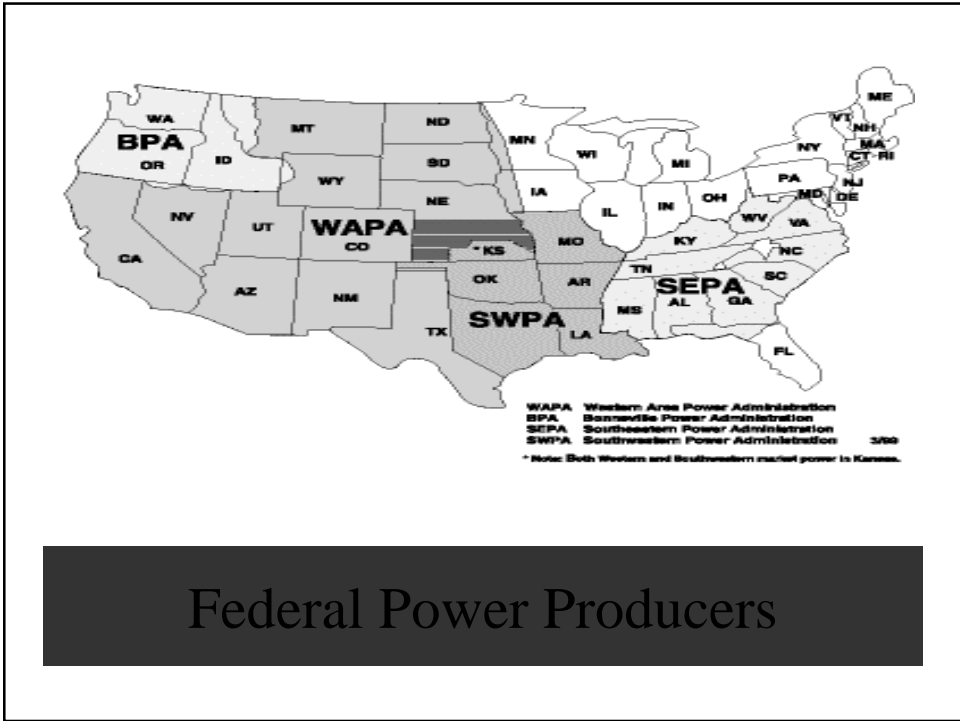 ME
WA
MT
ND
MN
VT
NH
BPA
WI
NY
MA
OR
ID
SD
MI
CT
RI
WY
IA
PA
NJ
NE
OH
MD
DE
NV
UT
WAPA
IL
IN
WV
VA
CO
*KS
MO
KY
CA
NC
TN
AZ
NM
OK
AR
SC
SEPA
MS
AL
GA
TX
SWPA
LA
FL
WAPA Western Area Power Administration
BPA Bonneville Power Administration
SEPA Southeastern Power Administration
SWPA Southwestern Power Administration
* Note: Both Western and Southwestern market power in Kansas.
Federal Power Producers